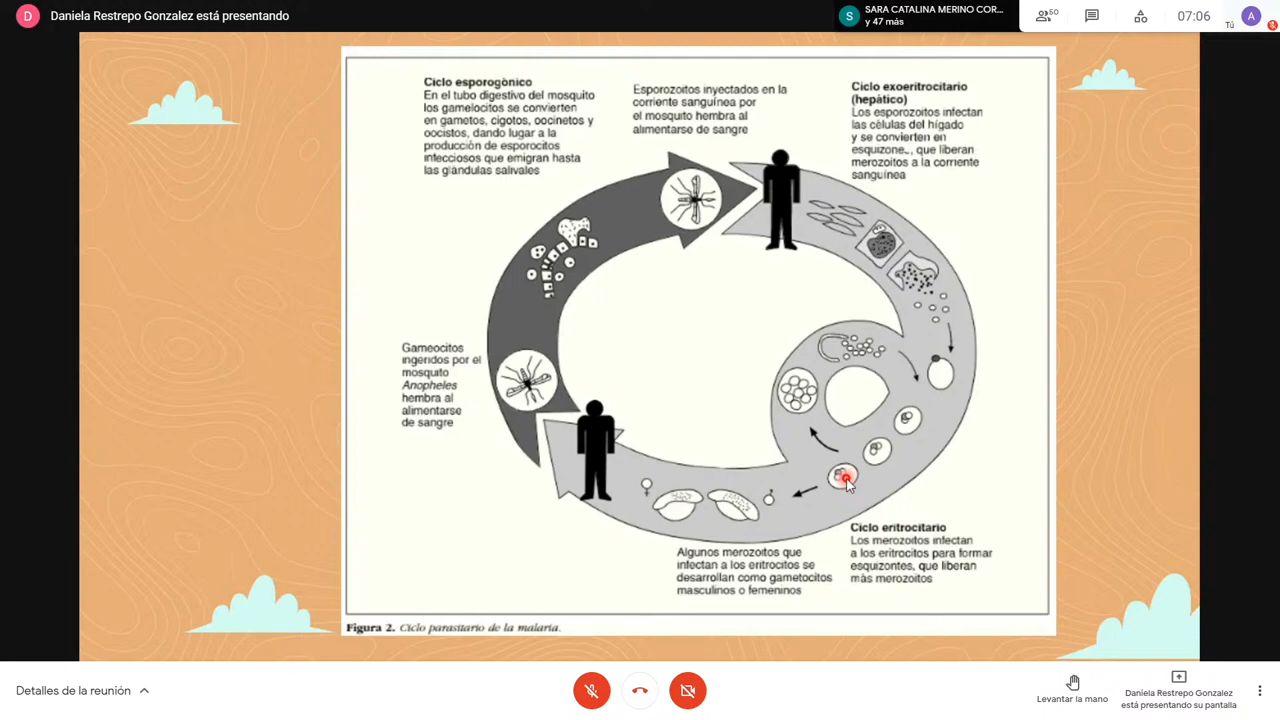 D
Daniela Restrepo Gonzalez está presentando
S
SARA CATALINA MERINO COR...
y 47 más
50
07:06
Tú
A
Ciclo esporogónico
En el tubo digestivo del mosquito
los gamelocitos se convierten
en gametos, cigotos, oocinetos y
oocistos, dando lugar a la
producción de esporocitos
infecciosos que emigran hasta
las glándulas salivales
Esporozoitos inyectados en la
corriente sanguínea por
el mosquito hembra al
alimentarse de sangre
Ciclo exoeritrocitario
(hepático)
Los esporozoitos infectan
las células del hígado
y se convierten en
que liberan
merozoitos a la corriente
sanguínea
Gameocitos
ingeridos por el
mosquito
Anopheles
hembra al
alimentarse
de sangre
♀
♂
Ciclo eritrocitario
Los merozoitos infectan
a los eritrocitos para formar
esquizontes, que liberan
más merozoitos
Algunos merozoitos que
infectan a los eritrocitos se
desarrollan como gametocitos
masculinos o femeninos
Figura 2. Ciclo parasitario de la malaria.
Detalles de la reunión
Levantar la mano
Daniela Restrepo Gonzalez
está presentando su pantalla